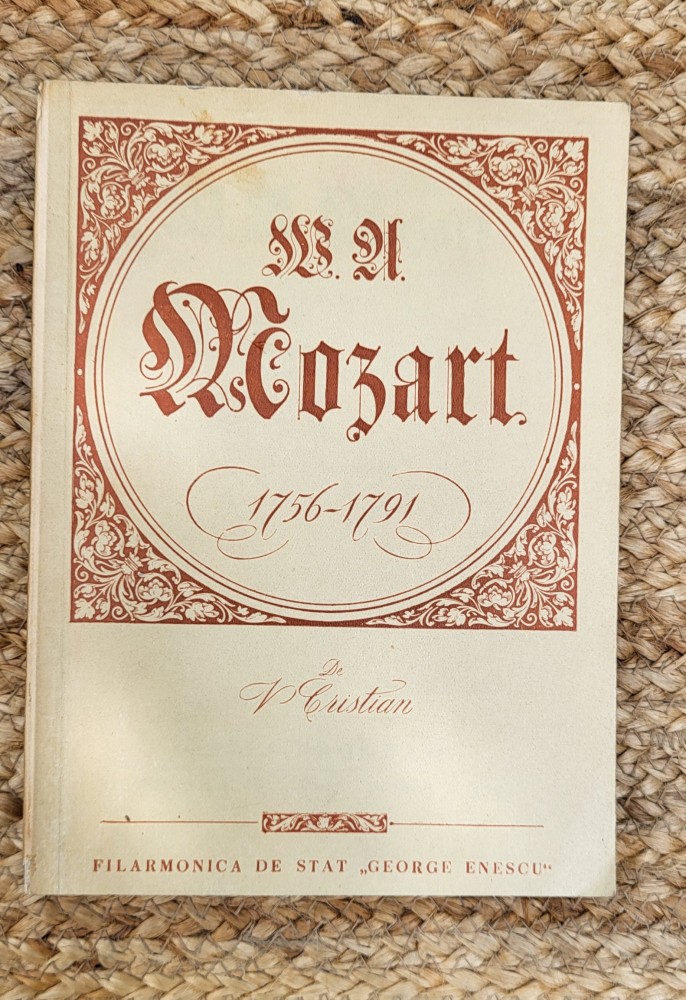 W. A.
Mozart
1756-1791
De
V Cristian
FILARMONICA DE STAT „GEORGE ENESCU“